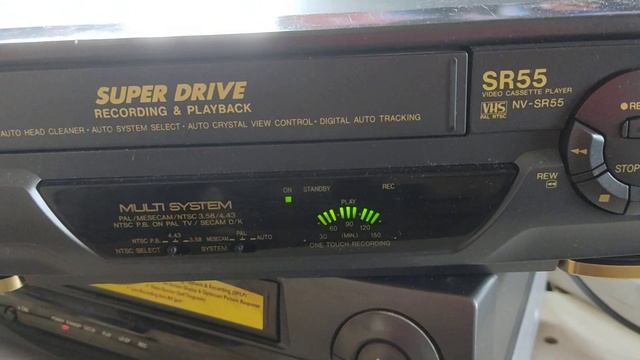 SUPER DRIVE
RECORDING & PLAYBACK
AUTO HEAD CLEANER • AUTO SYSTEM SELECT • AUTO CRYSTAL VIEW CONTROL • DIGITAL AUTO TRACKING
SR55
VIDEO CASSETTE PLAYER
VHS NV-SR55
PAL NTSC
RE
STOP
REW
ON STANDBY REC
MULTI SYSTEM
PAL/MESECAM/NTSC 3.58/4.43
NTSC P.B. ON PAL TV / SECAM D/K
PLAY
30 60 90 120 150
(MIN.)
ONE TOUCH RECORDING
4.43
NTSC P.B. 3.58
NTSC SELECT
PAL
MESECAM AUTO
SYSTEM